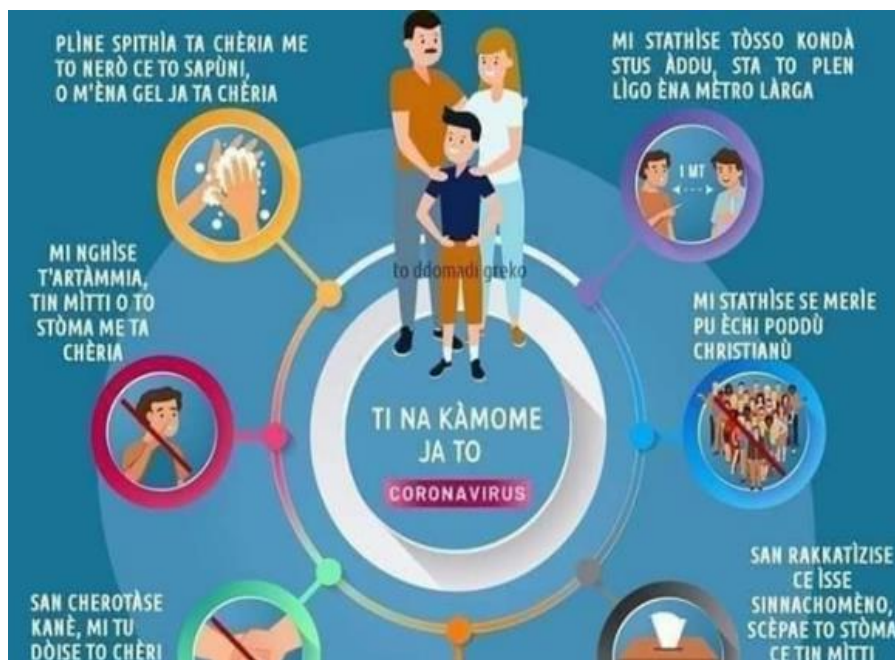 PLÌNE SPITHÌA TA CHÈRIA ME
TO NERÒ CE TO SAPÙNI,
O M'ÈNA GEL JA TA CHÈRIA
MI STATHÌSE TÒSSO KONDÀ
STUS ÀDDU, STA TO PLEN
LÌGO ÈNA MÈTRO LÀRGA
1 MT
MI NGHÌSE
T'ARTÀMMIA,
TIN MÌTTI O TO
STÒMA ME TA
CHÈRIA
to ddomadi greko
MI STATHÌSE SE MERÌE
PU ÈCHI PODDÙ
CHRISTIANÙ
TI NA KÀMOME
JA TO
CORONAVIRUS
SAN CHEROTÀSE
KANÈ, MI TU
DÒISE TO CHÈRI
SAN RAKKATÌZISE
CE ÌSSE
SINNACHOMÈNO,
SCÈPAE TO STÒMA
CE TIN MÌTTI